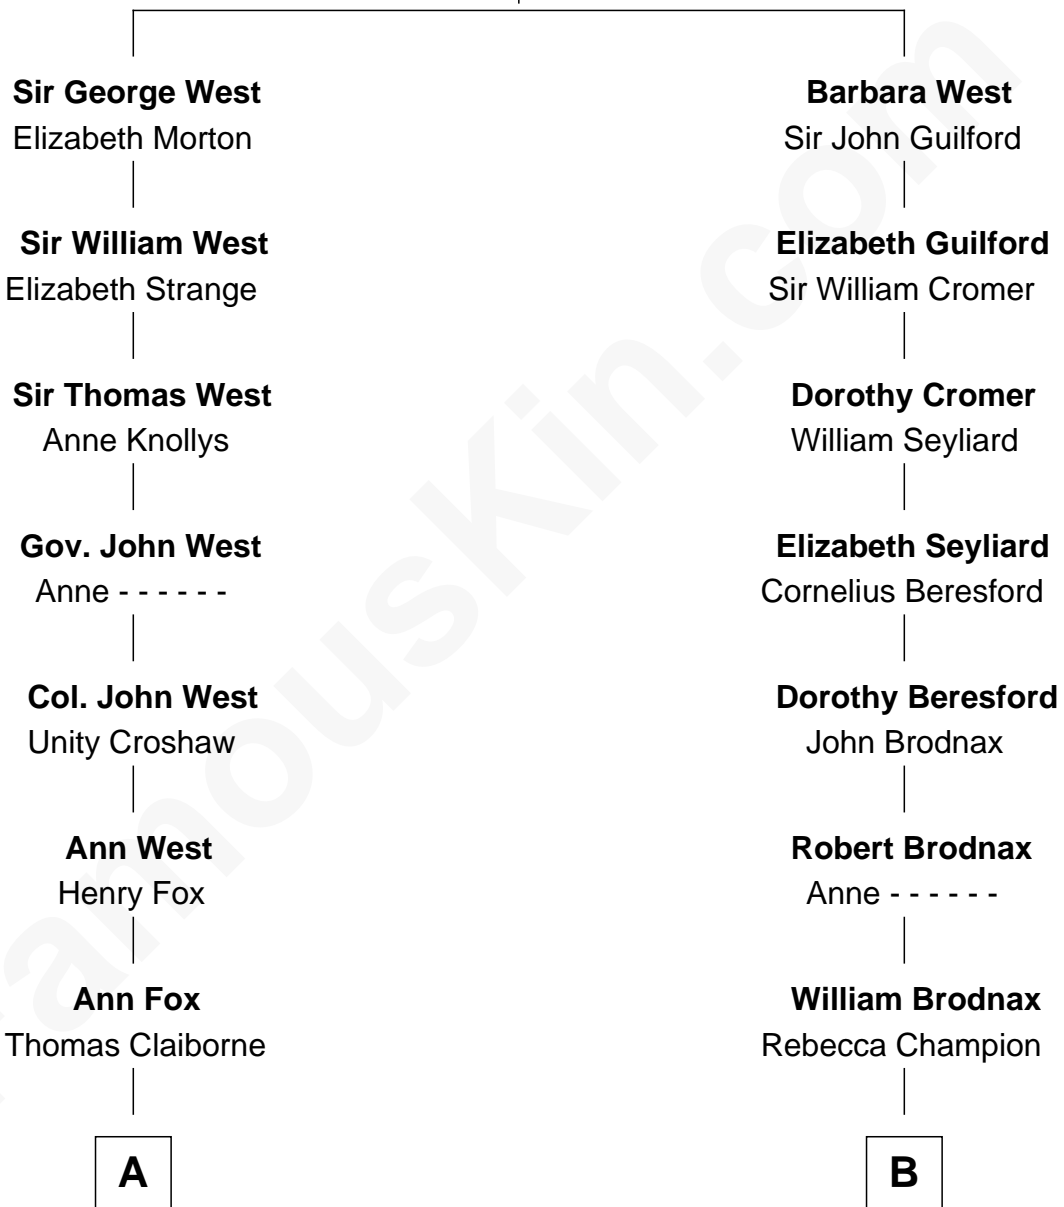 Sir George West
Elizabeth Morton
Sir William West
Elizabeth Strange
Sir Thomas West
Anne Knollys
Gov. John West
Anne - - - - - -
Col. John West
Unity Croshaw
Ann West
Henry Fox
Ann Fox
Thomas Claiborne
A
Barbara West
Sir John Guilford
Elizabeth Guilford
Sir William Cromer
Dorothy Cromer
William Seyliard
Elizabeth Seyliard
Cornelius Beresford
Dorothy Beresford
John Brodnax
Robert Brodnax
Anne - - - - - -
William Brodnax
Rebecca Champion
B
FamousKin.com